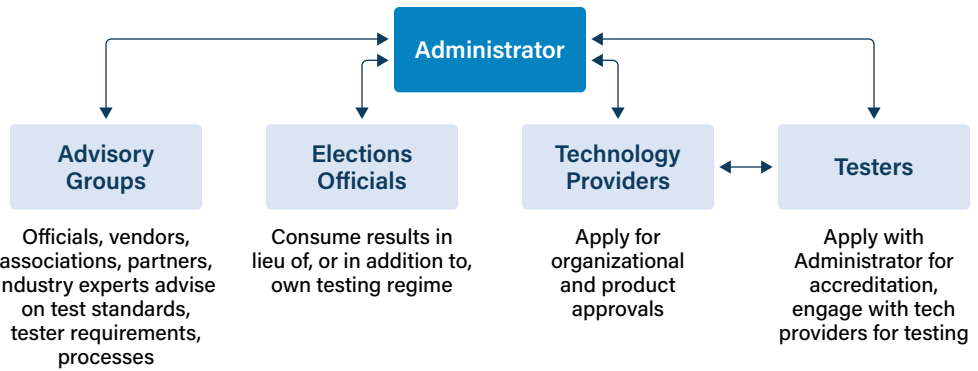 Administrator
Advisory
Groups
Elections
Officials
Technology
Providers
Testers
Officials, vendors,
associations, partners,
industry experts advise
on test standards,
tester requirements,
processes
Consume results in
lieu of, or in addition to,
own testing regime
Apply for
organizational
and product
approvals
Apply with
Administrator for
accreditation,
engage with tech
providers for testing